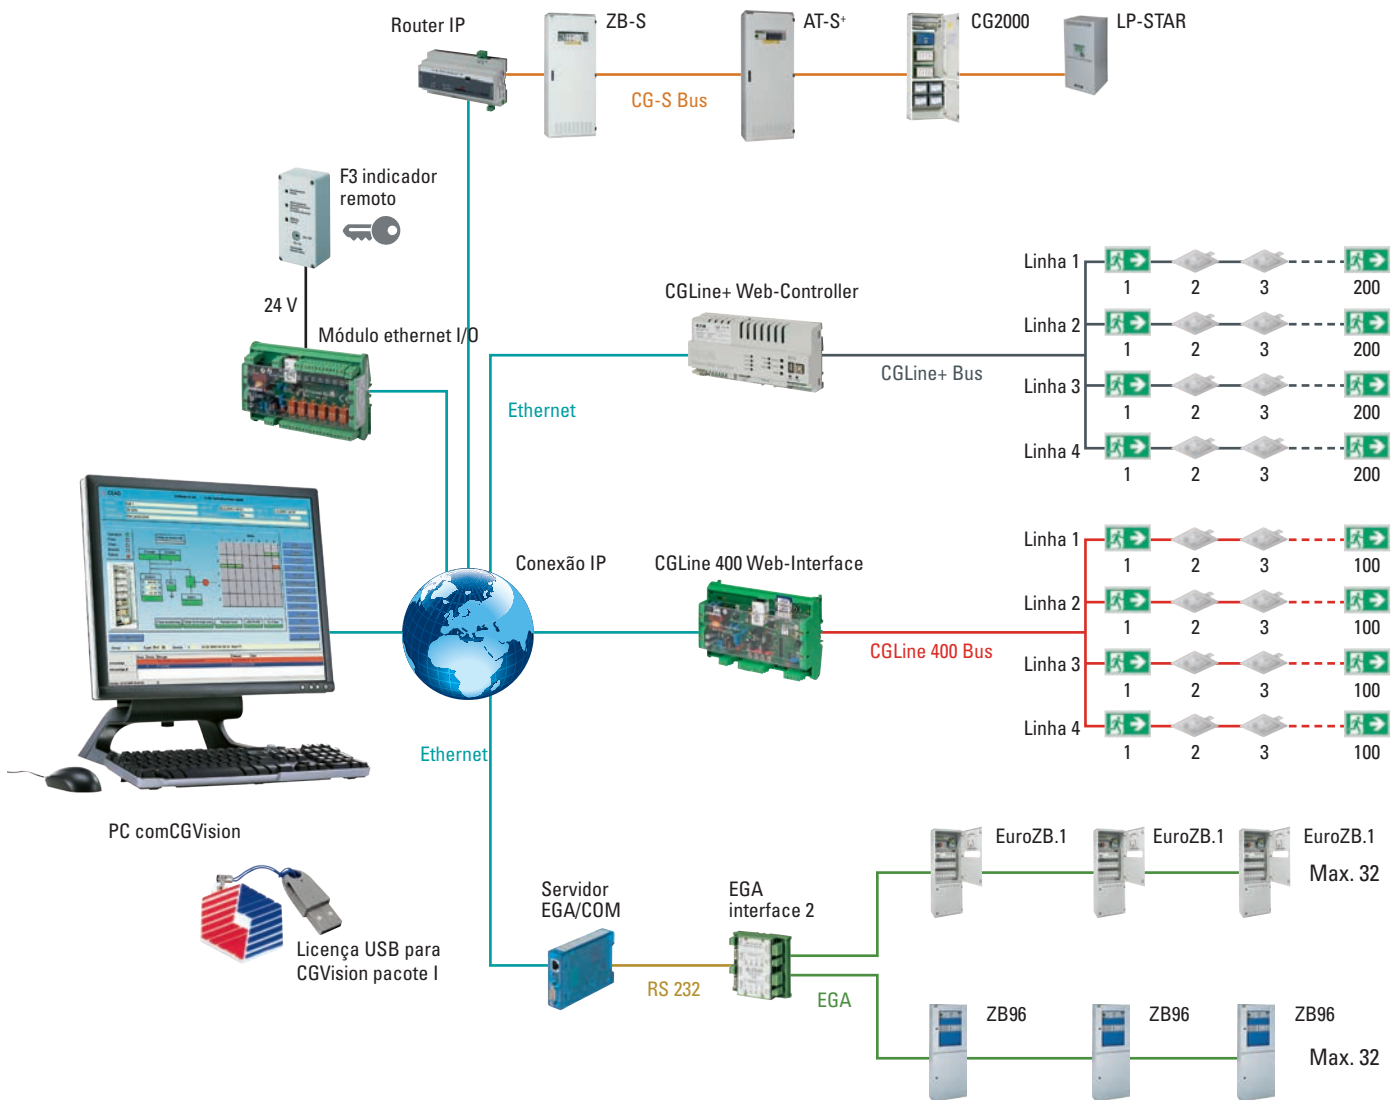 Router IP
ZB-S
AT-S+
CG2000
LP-STAR
CG-S Bus
F3 indicador
remoto
24 V
Módulo ethernet I/O
CGLine+ Web-Controller
CGLine+ Bus
Ethernet
Linha 1
1 2 3 200
Linha 2
1 2 3 200
Linha 3
1 2 3 200
Linha 4
1 2 3 200
Conexão IP
CGLine 400 Web-Interface
CGLine 400 Bus
Linha 1
1 2 3 100
Linha 2
1 2 3 100
Linha 3
1 2 3 100
Linha 4
1 2 3 100
Ethernet
PC comCGVision
Licença USB para
CGVision pacote I
Servidor
EGA/COM
RS 232
EGA
interface 2
EGA
EuroZB.1
EuroZB.1
EuroZB.1
Max. 32
ZB96
ZB96
ZB96
Max. 32